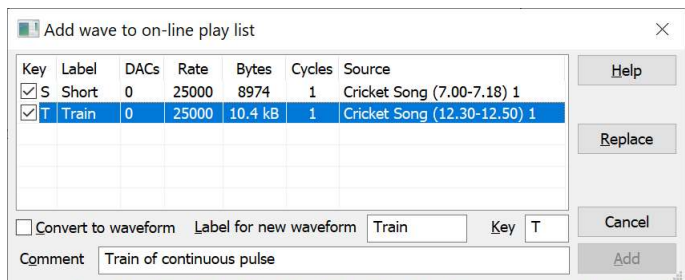 Add wave to on-line play list
Key Label DACs Rate Bytes Cycles Source
S Short 0 25000 8974 1 Cricket Song (7.00-7.18) 1
T Train 0 25000 10.4 kB 1 Cricket Song (12.30-12.50) 1
Help
Replace
Convert to waveform Label for new waveform Train Key T
Cancel
Comment Train of continuous pulse
Add